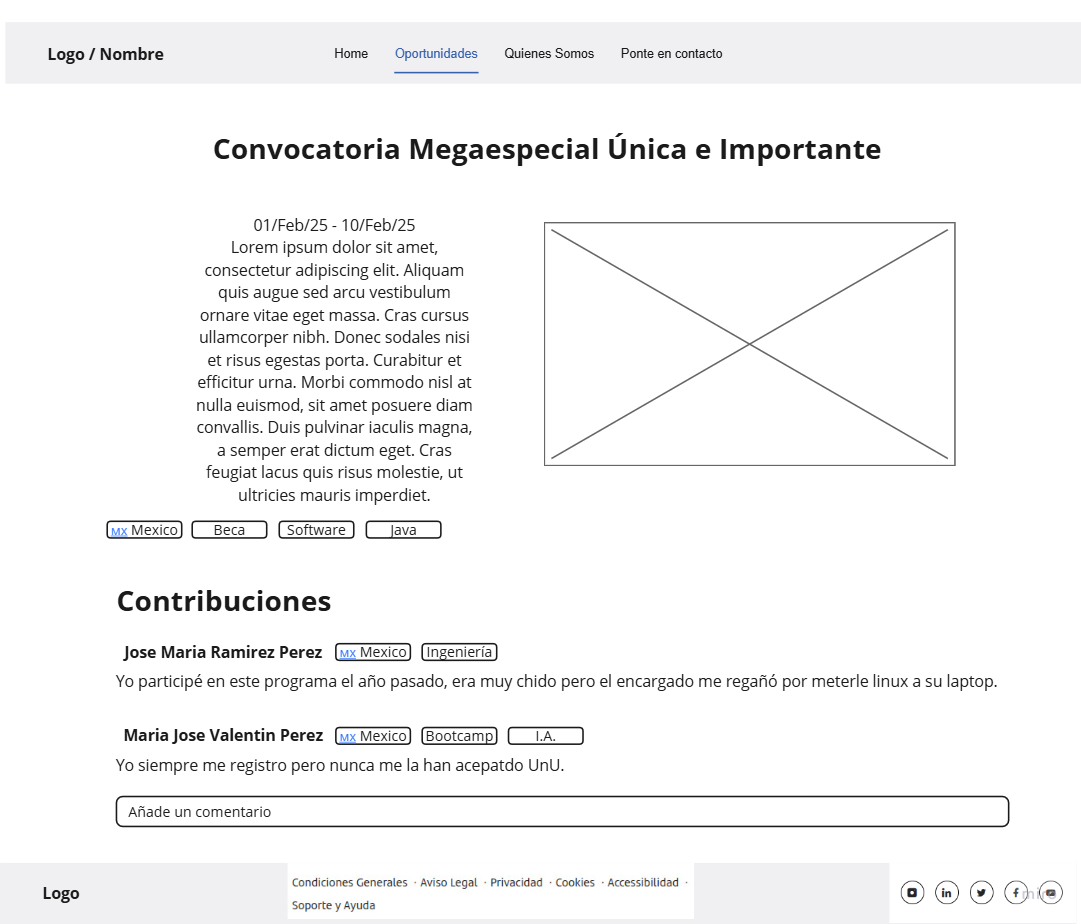 Logo / Nombre Home Oportunidades Quienes Somos Ponte en contacto
Convocatoria Megaespecial Única e Importante
01/Feb/25 - 10/Feb/25
Lorem ipsum dolor sit amet,
consectetur adipiscing elit. Aliquam
quis augue sed arcu vestibulum
ornare vitae eget massa. Cras cursus
ullamcorper nibh. Donec sodales nisi
et risus egestas porta. Curabitur et
efficitur urna. Morbi commodo nisl at
nulla euismod, sit amet posuere diam
convallis. Duis pulvinar iaculis magna,
a semper erat dictum eget. Cras
feugiat lacus quis risus molestie, ut
ultricies mauris imperdiet.
MX Mexico Beca Software Java
Contribuciones
Jose Maria Ramirez Perez MX Mexico Ingeniería
Yo participé en este programa el año pasado, era muy chido pero el encargado me regañó por meterle linux a su laptop.
Maria Jose Valentin Perez MX Mexico Bootcamp I.A.
Yo siempre me registro pero nunca me la han acepatdo UnU.
Añade un comentario
Logo
Condiciones Generales · Aviso Legal · Privacidad · Cookies · Accessibilidad ·
Soporte y Ayuda
miro